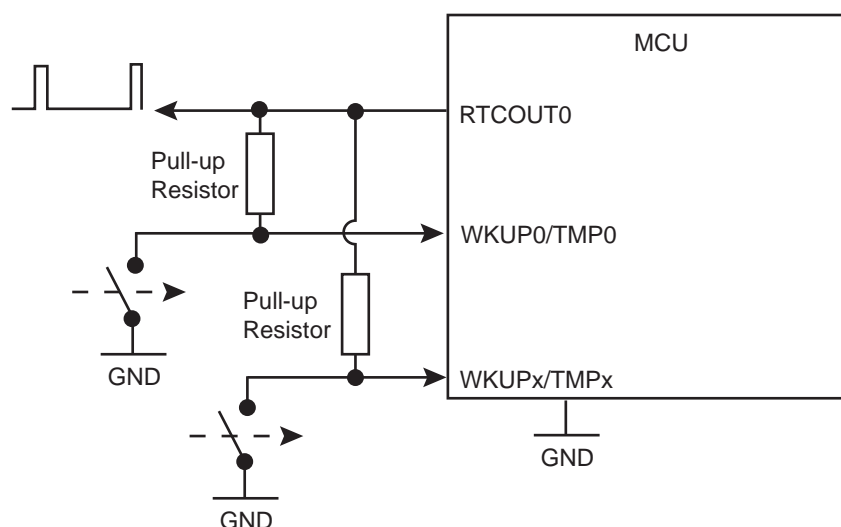 MCU
RTCOUT0
Pull-up
Resistor
WKUP0/TMP0
Pull-up
Resistor
GND
WKUPx/TMPx
GND
GND